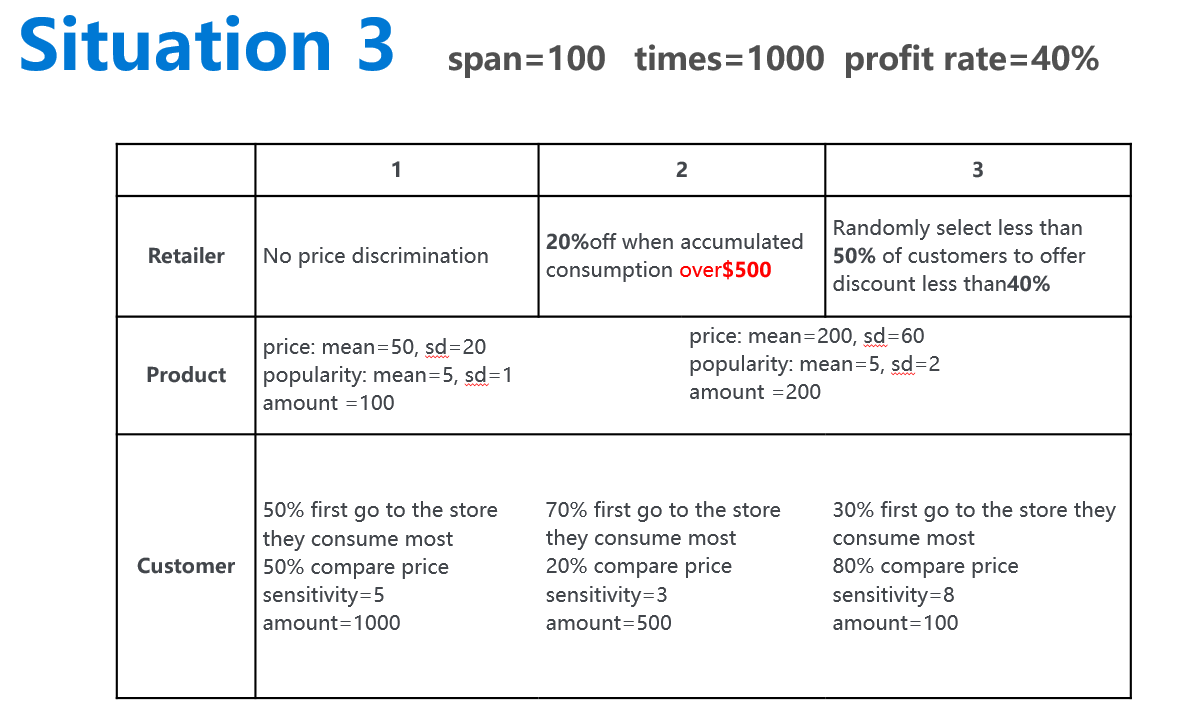 Situation 3 span=100 times=1000 profit rate=40%
1 2 3
Retailer
No price discrimination
20%off when accumulated
consumption over$500
Randomly select less than
50% of customers to offer
discount less than40%
Product
price: mean=50, sd=20
popularity: mean=5, sd=1
amount =100
price: mean=200, sd=60
popularity: mean=5, sd=2
amount =200
Customer
50% first go to the store
they consume most
50% compare price
sensitivity=5
amount=1000
70% first go to the store
they consume most
20% compare price
sensitivity=3
amount=500
30% first go to the store they
consume most
80% compare price
sensitivity=8
amount=100